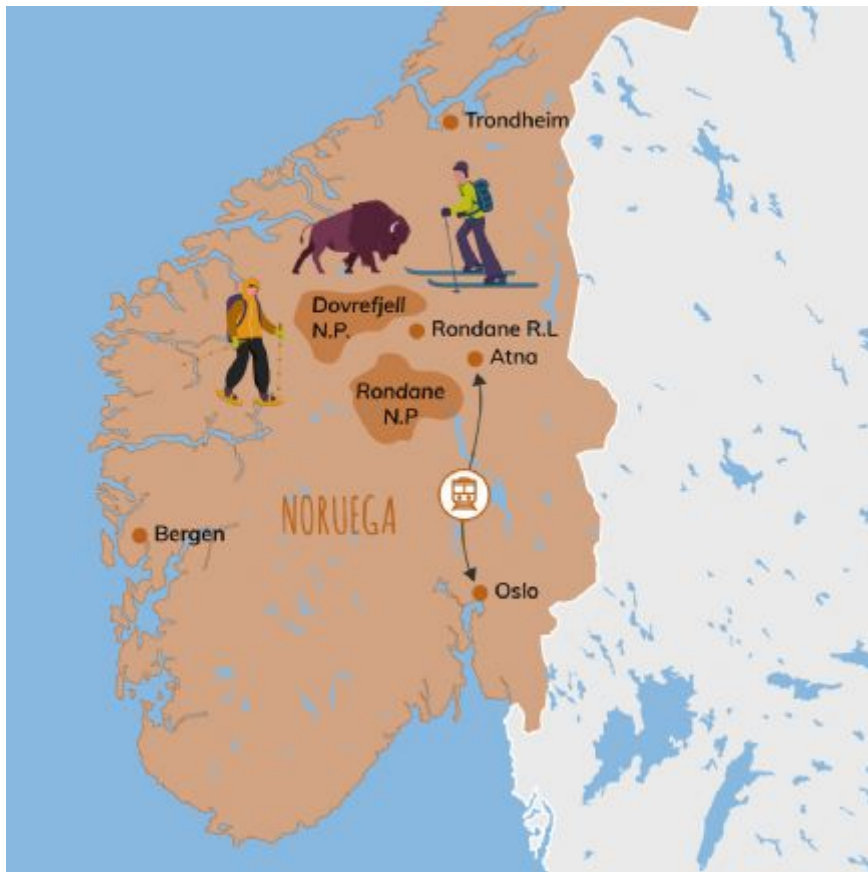 Trondheim
Dovrefjell
N.P.
Rondane R.L
Atna
Rondane
N.P
NORUEGA
Bergen
Oslo